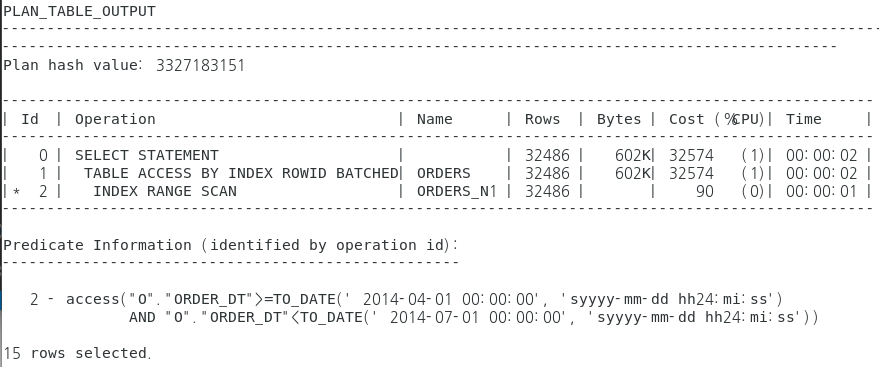 PLAN_TABLE_OUTPUT
--------------------------------------------------------------------------------------------------
---------------------------------------------------------------------------------------------
Plan hash value: 3327183151

-------------------------------------------------------------------------------------------------
| Id  | Operation                           | Name      | Rows  | Bytes | Cost (%CPU)| Time     |
-------------------------------------------------------------------------------------------------
|   0 | SELECT STATEMENT                    |           | 32486 |   602K| 32574   (1)| 00:00:02 |
|   1 |  TABLE ACCESS BY INDEX ROWID BATCHED| ORDERS    | 32486 |   602K| 32574   (1)| 00:00:02 |
|*  2 |   INDEX RANGE SCAN                  | ORDERS_N1 | 32486 |       |    90   (0)| 00:00:01 |
-------------------------------------------------------------------------------------------------

Predicate Information (identified by operation id):
---------------------------------------------------

   2 - access("O"."ORDER_DT">=TO_DATE(' 2014-04-01 00:00:00', 'syyyy-mm-dd hh24:mi:ss')
              AND "O"."ORDER_DT"<TO_DATE(' 2014-07-01 00:00:00', 'syyyy-mm-dd hh24:mi:ss'))

15 rows selected.